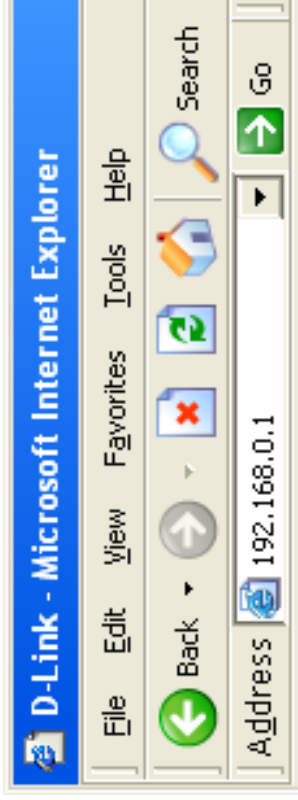 D-Link - Microsoft Internet Explorer
File Edit View Favorites Tools Help
Back Search
Address 192.168.0.1 Go